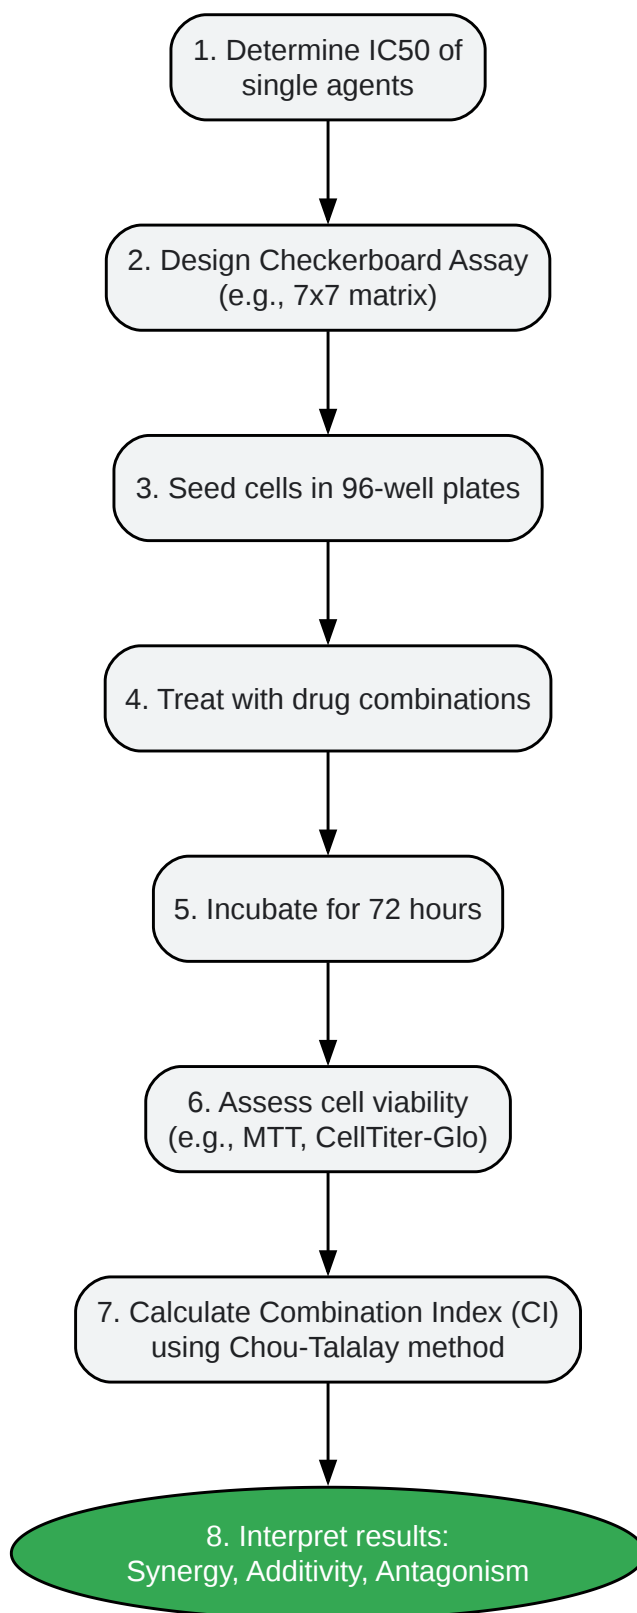 1. Determine IC50 of
single agents
2. Design Checkerboard Assay
(e.g., 7x7 matrix)
3. Seed cells in 96-well plates
4. Treat with drug combinations
5. Incubate for 72 hours
6. Assess cell viability
(e.g., MTT, CellTiter-Glo)
7. Calculate Combination Index (CI)
using Chou-Talalay method
8. Interpret results:
Synergy, Additivity, Antagonism